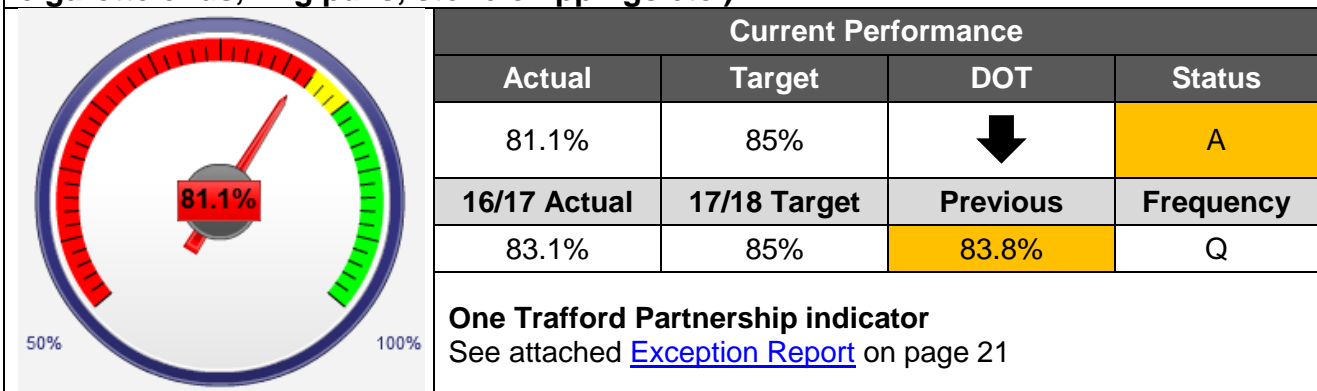 Current Performance
Actual Target DOT Status
81.1% 85% A
16/17 Actual 17/18 Target Previous Frequency
83.1% 85% 83.8% Q
One Trafford Partnership indicator
See attached Exception Report on page 21
81.1%
50% 100%